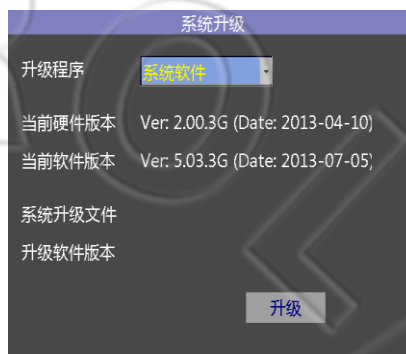 系统升级
升级程序 系统软件
当前硬件版本 Ver: 2.00.3G (Date: 2013-04-10)
当前软件版本 Ver: 5.03.3G (Date: 2013-07-05)
系统升级文件
升级软件版本
升级